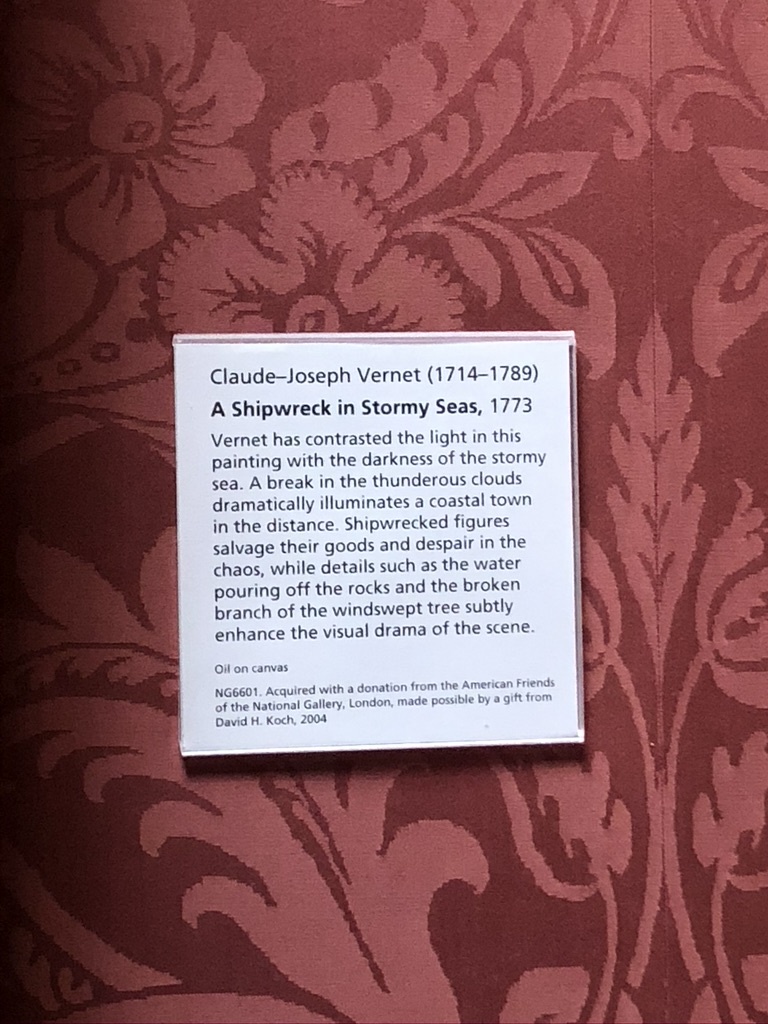 Claude–Joseph Vernet (1714–1789)
A Shipwreck in Stormy Seas, 1773
Vernet has contrasted the light in this
painting with the darkness of the stormy
sea. A break in the thunderous clouds
dramatically illuminates a coastal town
in the distance. Shipwrecked figures
salvage their goods and despair in the
chaos, while details such as the water
pouring off the rocks and the broken
branch of the windswept tree subtly
enhance the visual drama of the scene.
Oil on canvas
NG6601. Acquired with a donation from the American Friends
of the National Gallery, London, made possible by a gift from
David H. Koch, 2004